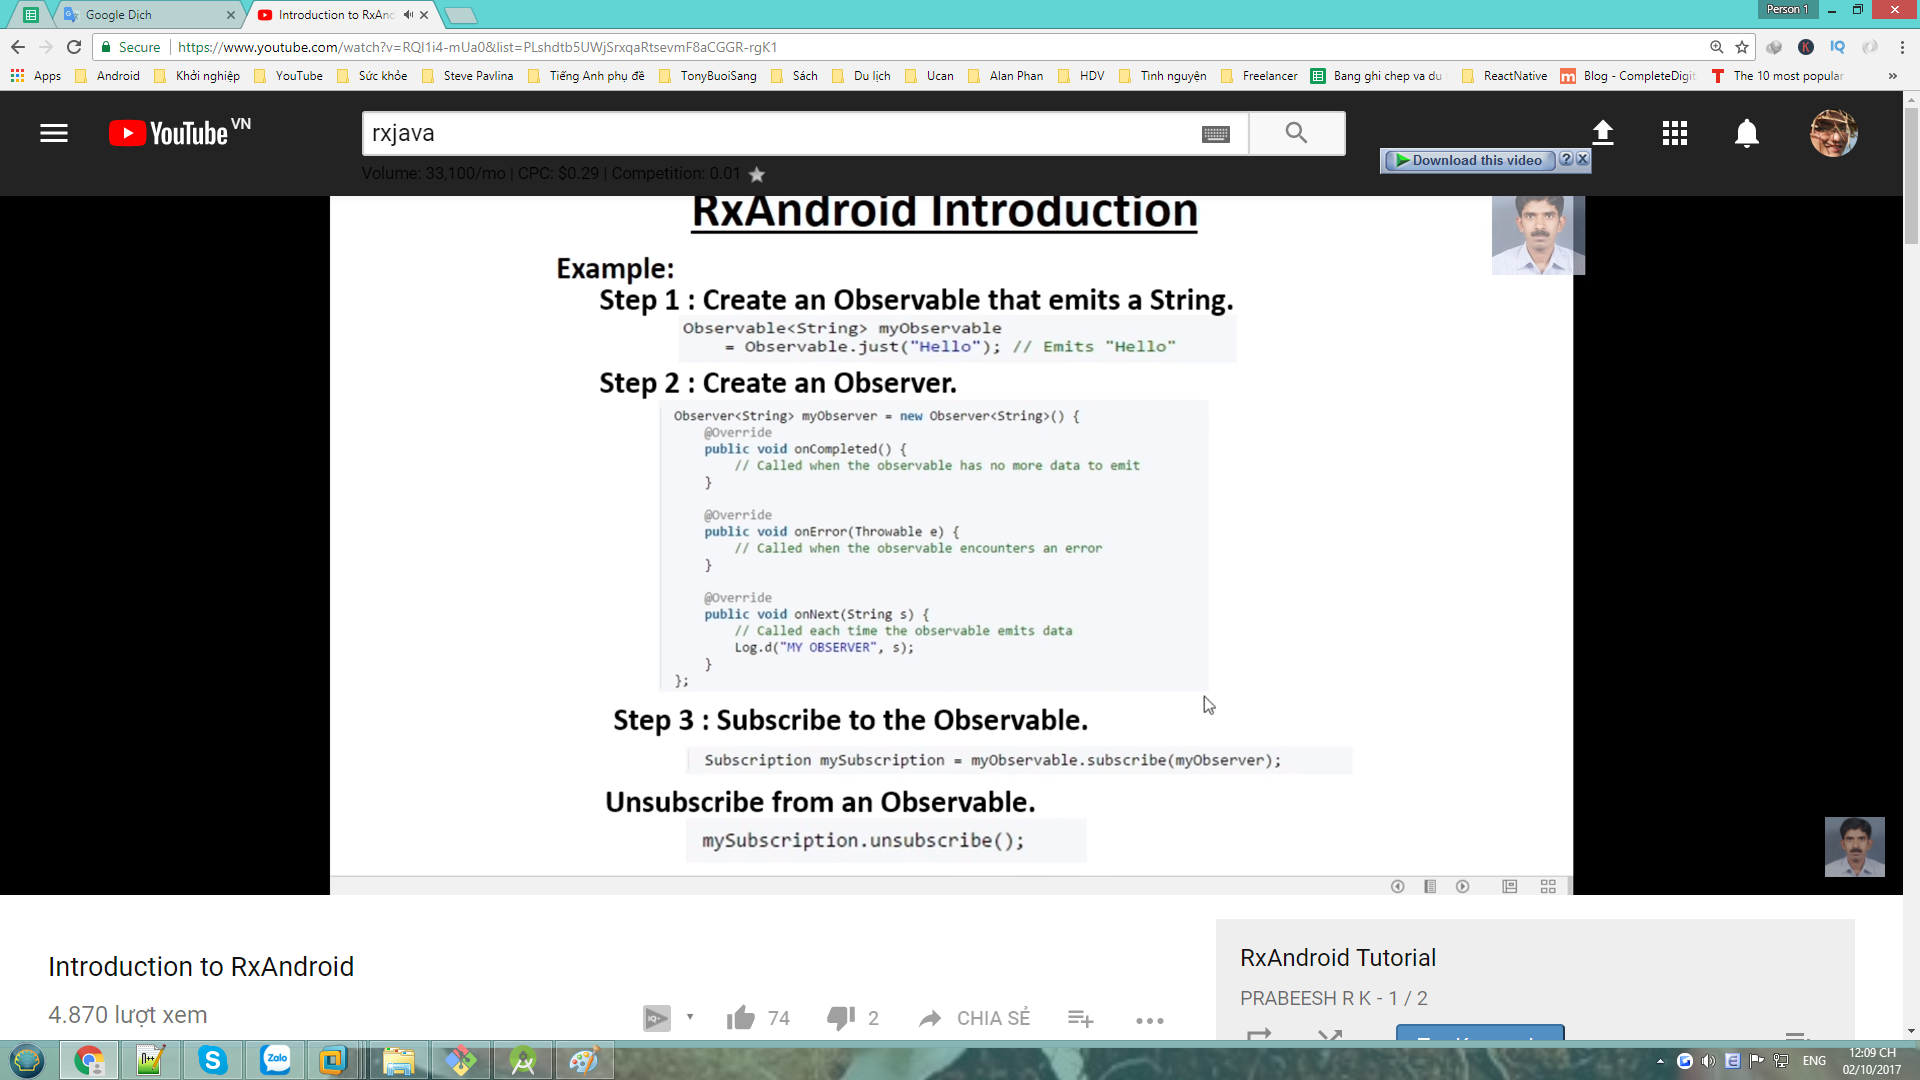 Google Dịch
Introduction to RxAnd
Person 1
Secure
https://www.youtube.com/watch?v=RQl1i4-mUa0&list=PLshdtb5UWjSrxqaRtsevmF8aCGGR-rgK1
Apps Android Khởi nghiệp YouTube Sức khỏe Steve Pavlina Tiếng Anh phụ đề TonyBuoiSang Sách Du lịch Ucan Alan Phan HDV Tình nguyện Freelancer Bang ghi chep va du ReactNative Blog - CompleteDigit The 10 most popular
YouTube VN
rxjava
Download this video
Volume: 33,100/mo | CPC: $0.29 | Competition: 0.01
RxAndroid Introduction
Example:
Step 1 : Create an Observable that emits a String.
Observable<String> myObservable
= Observable.just("Hello"); // Emits "Hello"
Step 2 : Create an Observer.
Observer<String> myObserver = new Observer<String>() {
@Override
public void onCompleted() {
// Called when the observable has no more data to emit
}
@Override
public void onError(Throwable e) {
// Called when the observable encounters an error
}
@Override
public void onNext(String s) {
// Called each time the observable emits data
Log.d("MY OBSERVER", s);
}
};
Step 3 : Subscribe to the Observable.
Subscription mySubscription = myObservable.subscribe(myObserver);
Unsubscribe from an Observable.
mySubscription.unsubscribe();
Introduction to RxAndroid
4.870 lượt xem
74
2
CHIA SẺ
RxAndroid Tutorial
PRABEESH R K - 1 / 2
Zalo
ENG
12:09 CH
02/10/2017